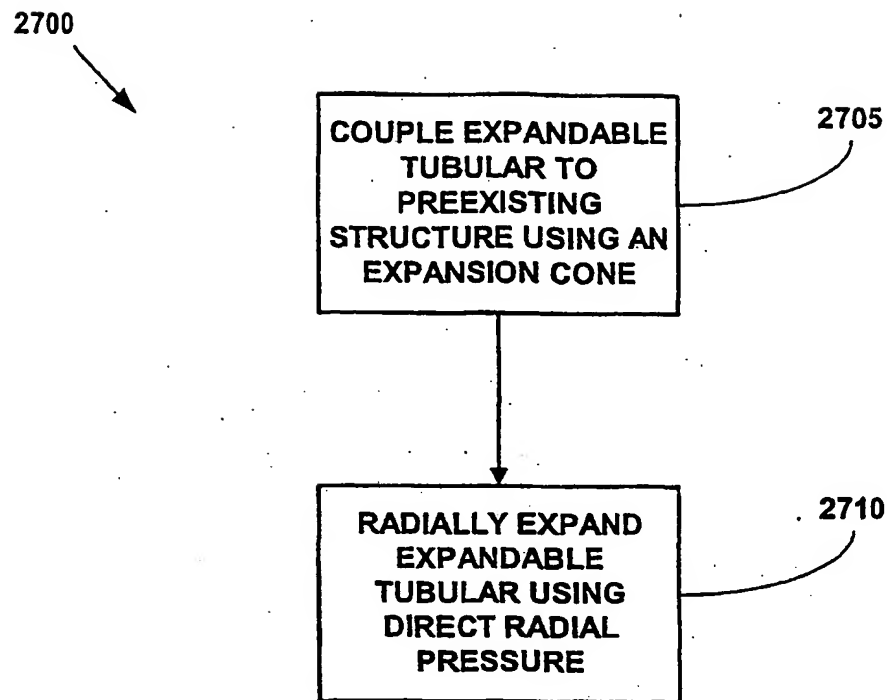 2700
COUPLE EXPANDABLE
TUBULAR TO
PREEXISTING
STRUCTURE USING AN
EXPANSION CONE
2705
RADIALLY EXPAND
EXPANDABLE
TUBULAR USING
DIRECT RADIAL
PRESSURE
2710